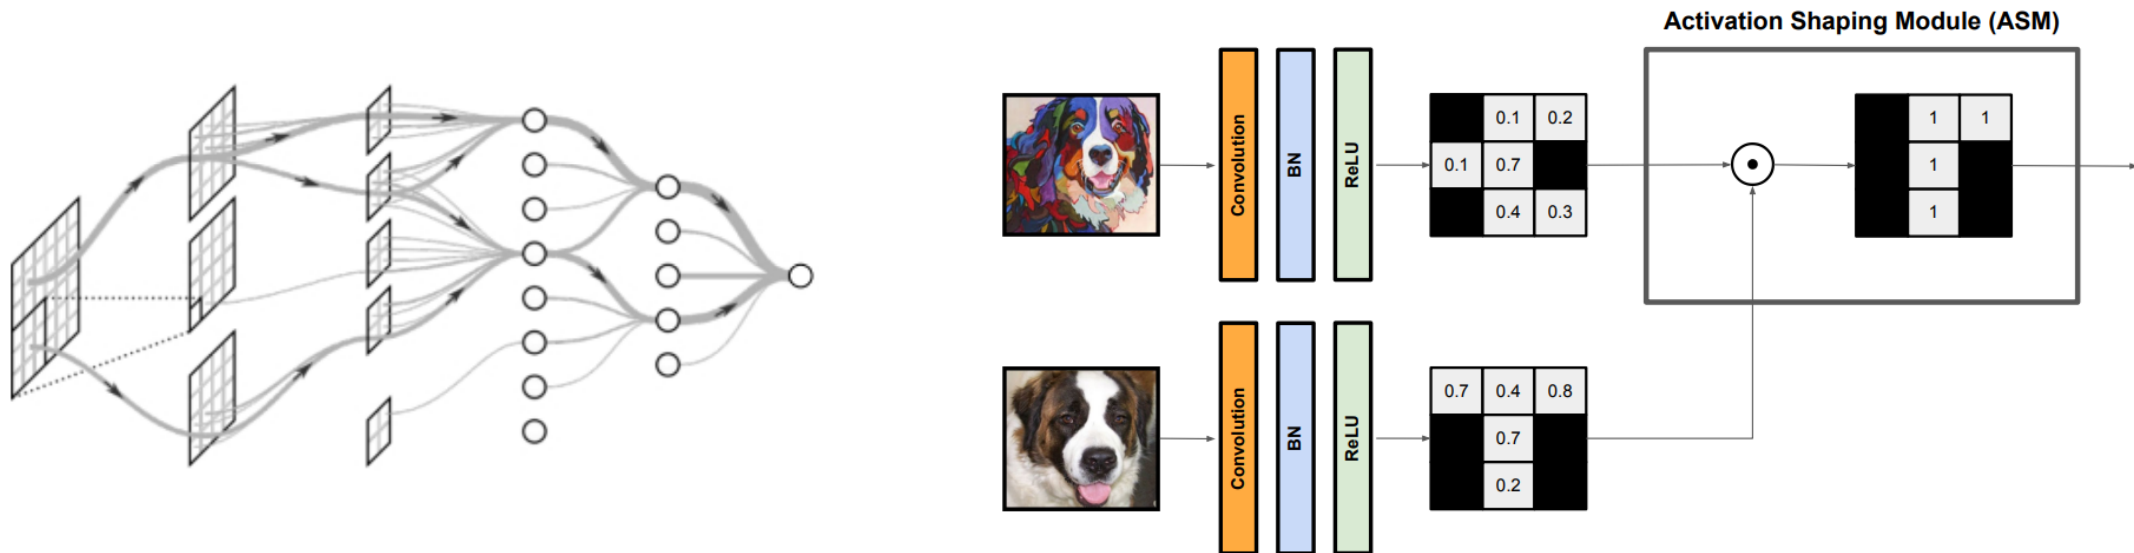 Activation Shaping Module (ASM)
Convolution
BN
ReLU
0.1 0.2
0.1 0.7
0.4 0.3
1 1
1
1
Convolution
BN
ReLU
0.7 0.4 0.8
0.7
0.2